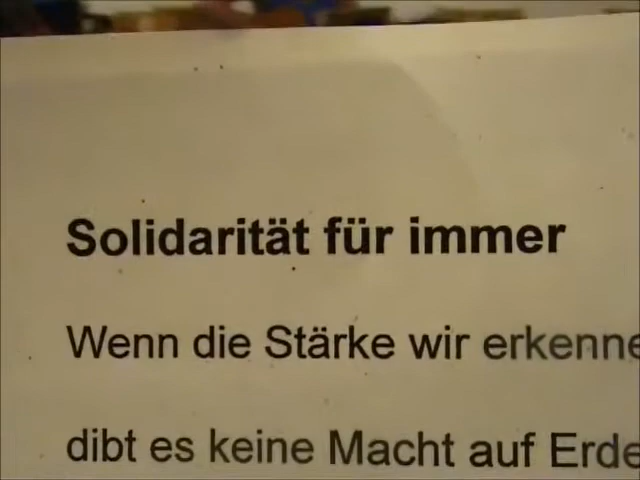 Solidarität für immer
Wenn die Stärke wir erkenne
dibt es keine Macht auf Erde